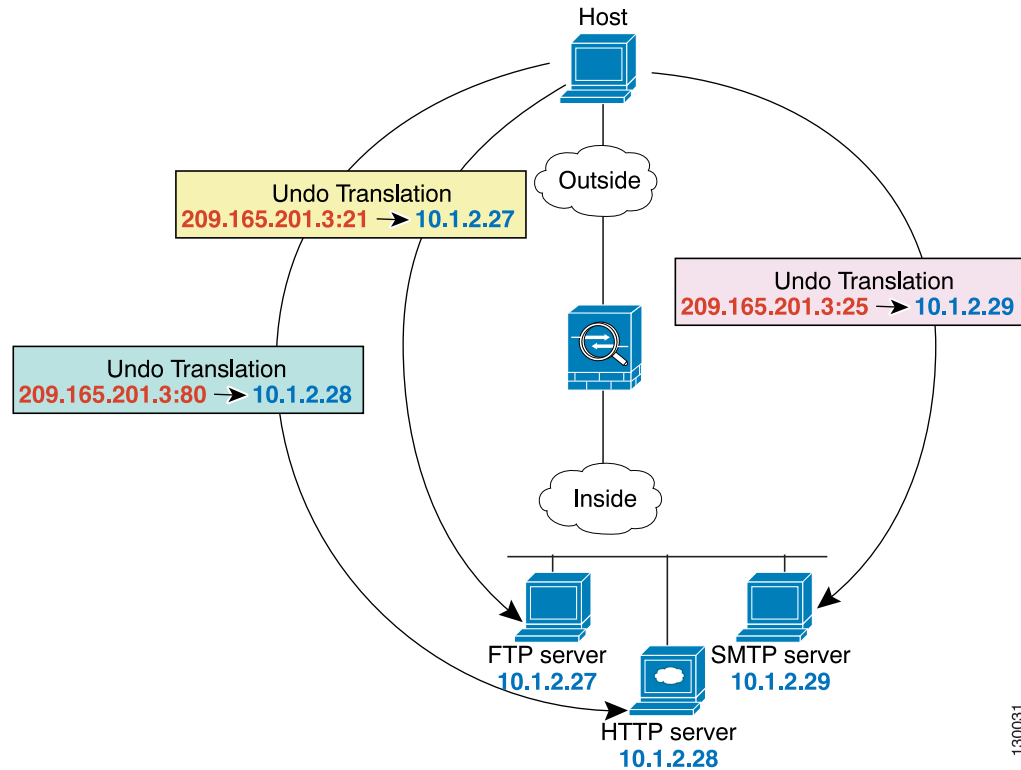 Host
Outside
Undo Translation
209.165.201.3:21 → 10.1.2.27
Undo Translation
209.165.201.3:25 → 10.1.2.29
Undo Translation
209.165.201.3:80 → 10.1.2.28
Inside
FTP server
10.1.2.27
SMTP server
10.1.2.29
HTTP server
10.1.2.28
130031